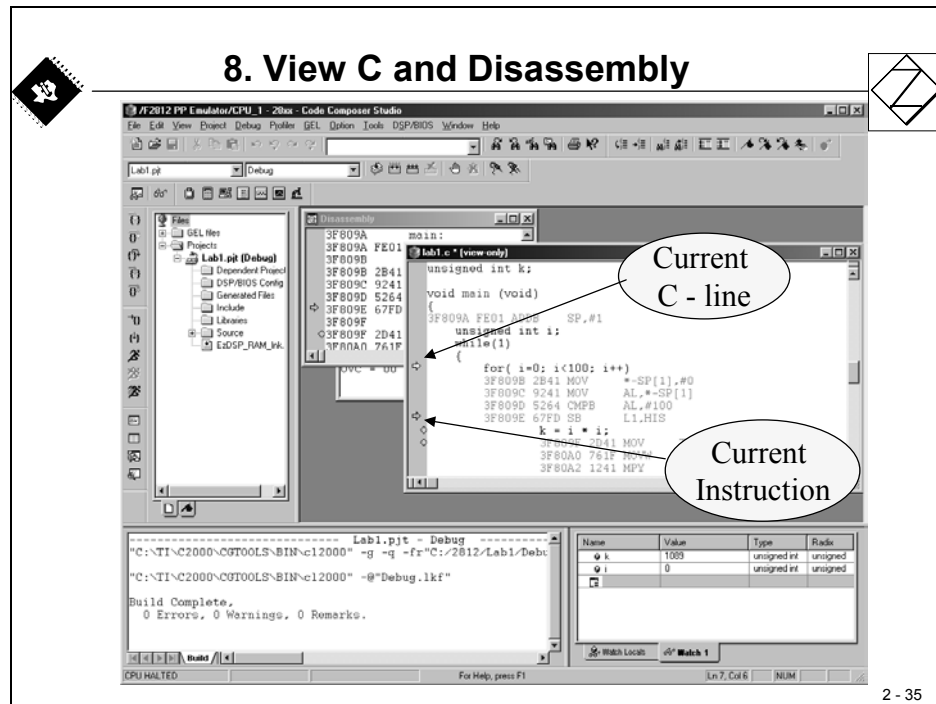 8. View C and Disassembly
/F2812 PP Emulator/CPU_1 - 28xx - Code Composer Studio
File Edit View Project Debug Profiler GEL Option Tools DSP/BIOS Window Help
Lab1.pjt
Debug
Files
GEL files
Projects
Lab1.pjt (Debug)
Dependent Project
DSP/BIOS Config
Generated Files
Include
Libraries
Source
EzDSP_RAM_lnk.
Disassembly
3F809A main:
3F809A FE01
3F809B
3F809B 2B41
3F809C 9241
3F809D 5264
3F809E 67FD
3F809F
3F809F 2D41
3F80A0 761F
OVC = 00
lab1.c * (view-only)
unsigned int k;
void main (void)
{
3F809A FE01 ADDB SP,#1
unsigned int i;
while(1)
{
for( i=0; i<100; i++)
3F809B 2B41 MOV *-SP[1],#0
3F809C 9241 MOV AL,*-SP[1]
3F809D 5264 CMPB AL,#100
3F809E 67FD SB L1,HIS
k = i * i;
3F809F 2D41 MOV
3F80A0 761F MOVW
3F80A2 1241 MPY
Current
C - line
Current
Instruction
Lab1.pjt - Debug
"C:\TI\C2000\CGTOOLS\BIN\cl2000" -g -q -fr"C:/2812/Lab1/Debu
"C:\TI\C2000\CGTOOLS\BIN\cl2000" -@"Debug.lkf"
Build Complete,
0 Errors, 0 Warnings, 0 Remarks.
Build
Name Value Type Radix
k 1089 unsigned int unsigned
i 0 unsigned int unsigned
Watch Locals Watch 1
CPU HALTED For Help, press F1 Ln 7, Col 6 NUM
2 - 35